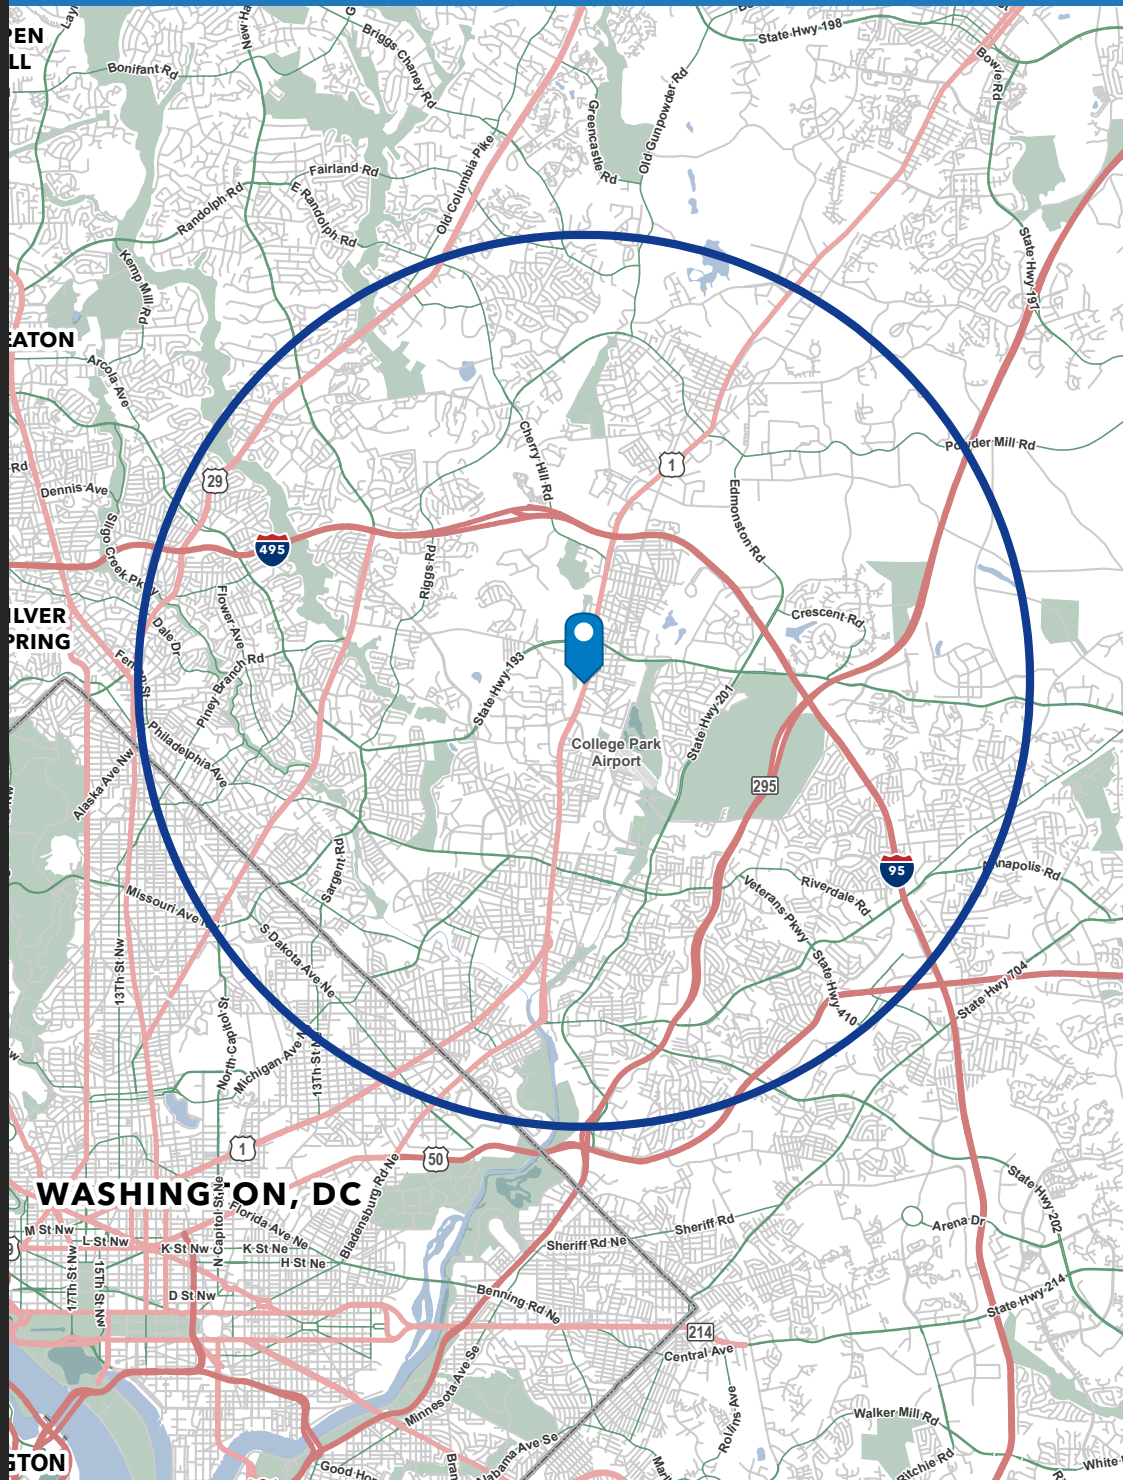 State Hwy 198
PEN
LL
Briggs Chaney Rd
Bonifant Rd
Bowie Rd
Greencastle Rd
Old Gunpowder Rd
Old Columbia Pike
Fairland Rd
Randolph Rd
E Randolph Rd
Kemp Mill Rd
State Hwy 197
EATON
Arcola Ave
Powder Mill Rd
Cherry Hill Rd
1
Rd
29
Dennis Ave
Edmonston Rd
Sligo Creek Pkwy
495
Riggs Rd
Flower Ave
Crescent Rd
ILVER
PRING
Dale Dr
Piney Branch Rd
State Hwy 193
State Hwy 201
Philadelphia Ave
College Park
Airport
Alaska Ave Nw
295
Sargent Rd
95
Annapolis Rd
Riverdale Rd
Veterans Pkwy
Missouri Ave
S Dakota Ave Ne
13Th St Nw
State Hwy 410
State Hwy 704
North Capitol St
Michigan Ave
13Th St N
1
50
WASHINGTON, DC
Bladensburg Rd Ne
N Capitol St Ne
Florida Ave Ne
State Hwy 202
M St Nw
L St Nw
K St Nw
K St Ne
H St Ne
Sheriff Rd
Arena Dr
Sheriff Rd Ne
17Th St Nw
15Th St Nw
D St Nw
Benning Rd Ne
State Hwy 214
214
Central Ave
Minnesota Ave Se
Rollins Ave
Walker Mill Rd
Alabama Ave Se
Ritchie Rd
GTON
Good Ho
Bran
Marl
White